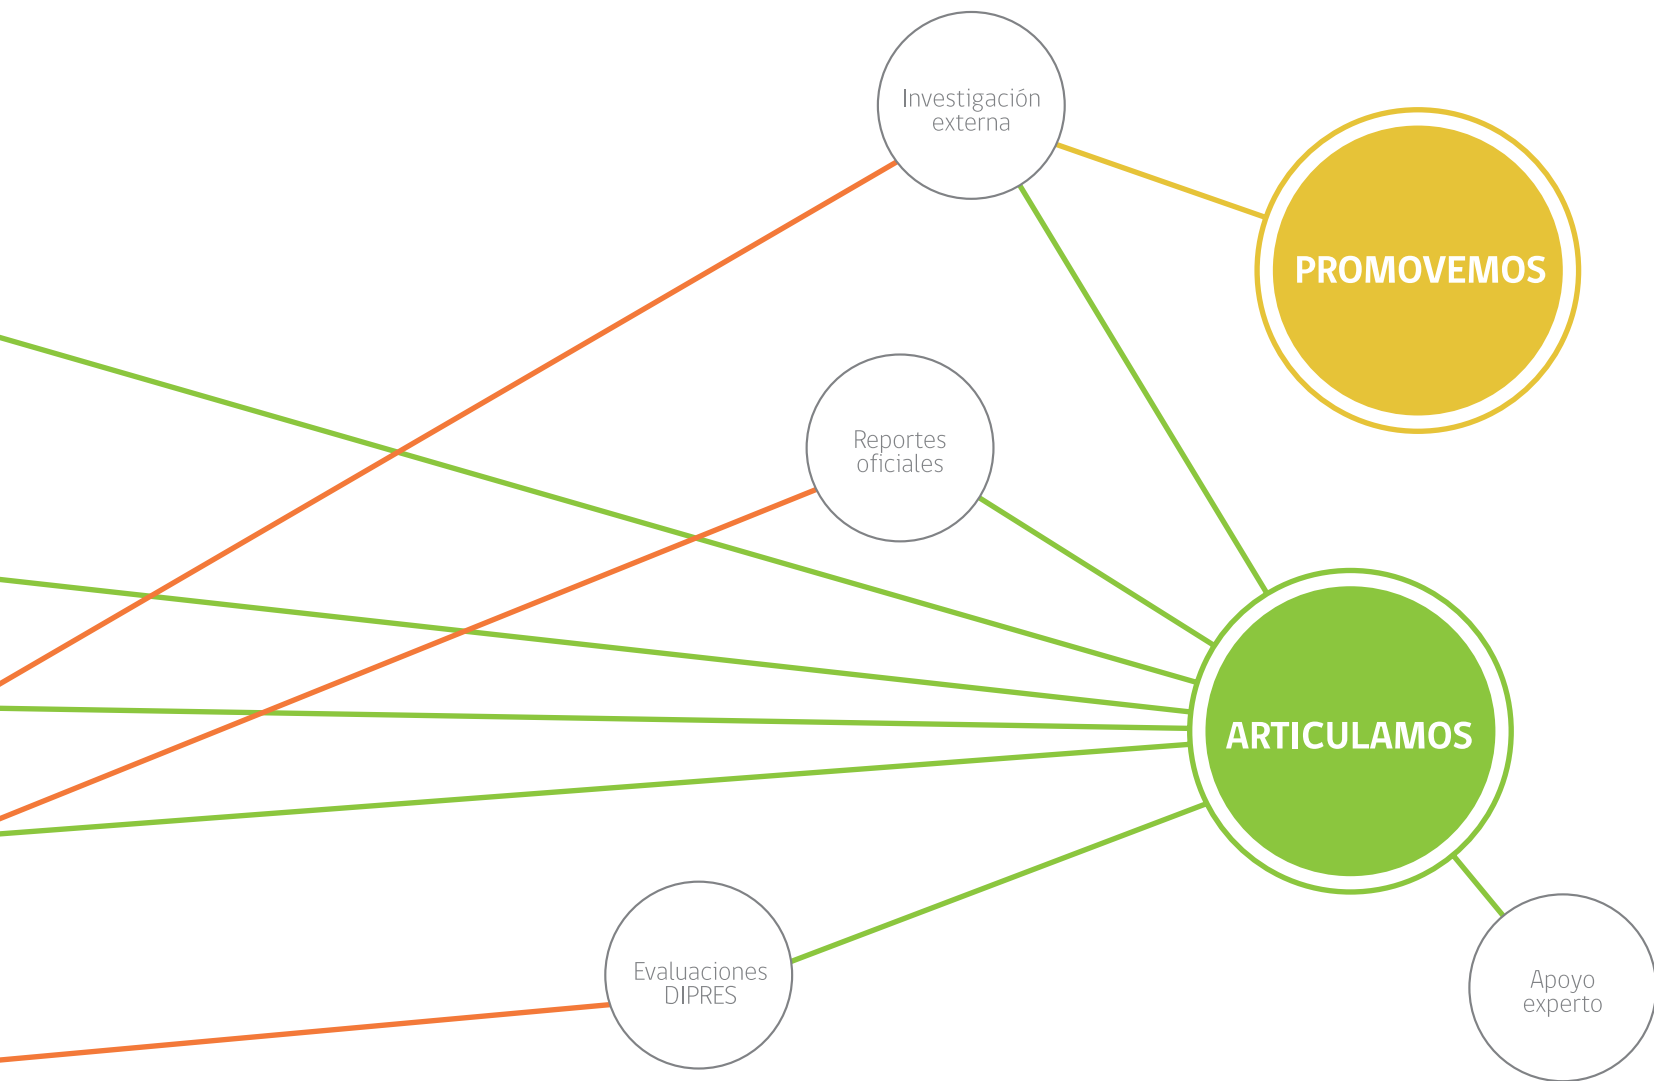 Investigación
externa
PROMOVEMOS
Reportes
oficiales
ARTICULAMOS
Evaluaciones
DIPRES
Apoyo
experto